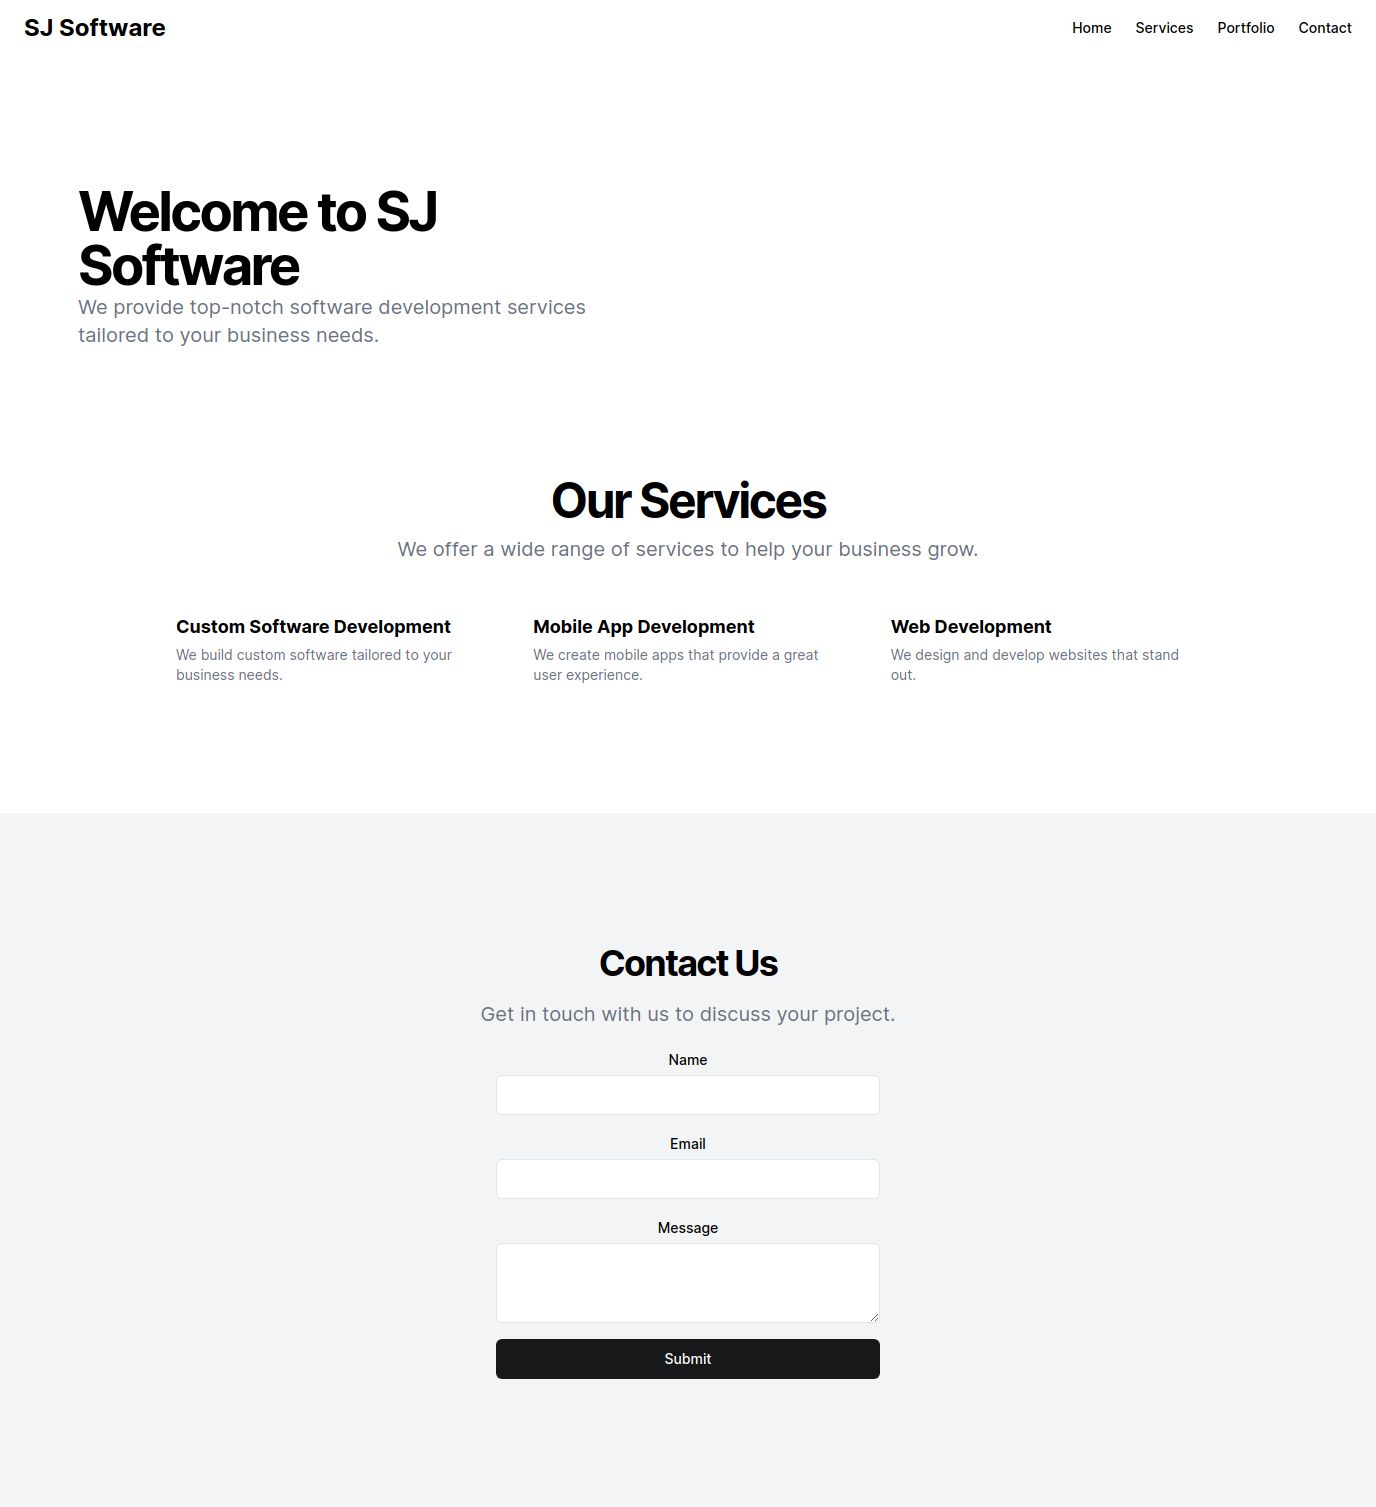 SJ Software
Home Services Portfolio Contact
Welcome to SJ
Software
We provide top-notch software development services
tailored to your business needs.
Our Services
We offer a wide range of services to help your business grow.
Custom Software Development
We build custom software tailored to your
business needs.
Mobile App Development
We create mobile apps that provide a great
user experience.
Web Development
We design and develop websites that stand
out.
Contact Us
Get in touch with us to discuss your project.
Name
Email
Message
Submit